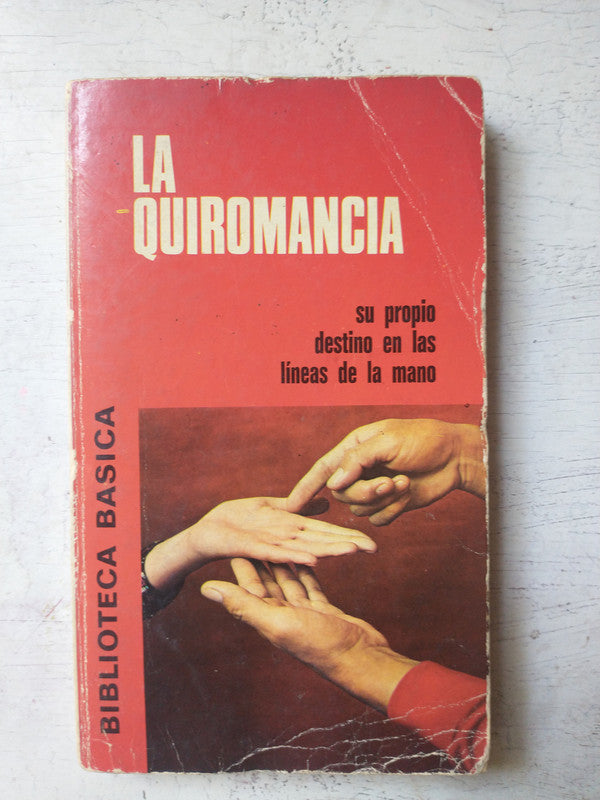 LA
QUIROMANCIA
su propio
destino en las
líneas de la mano
BIBLIOTECA BASICA